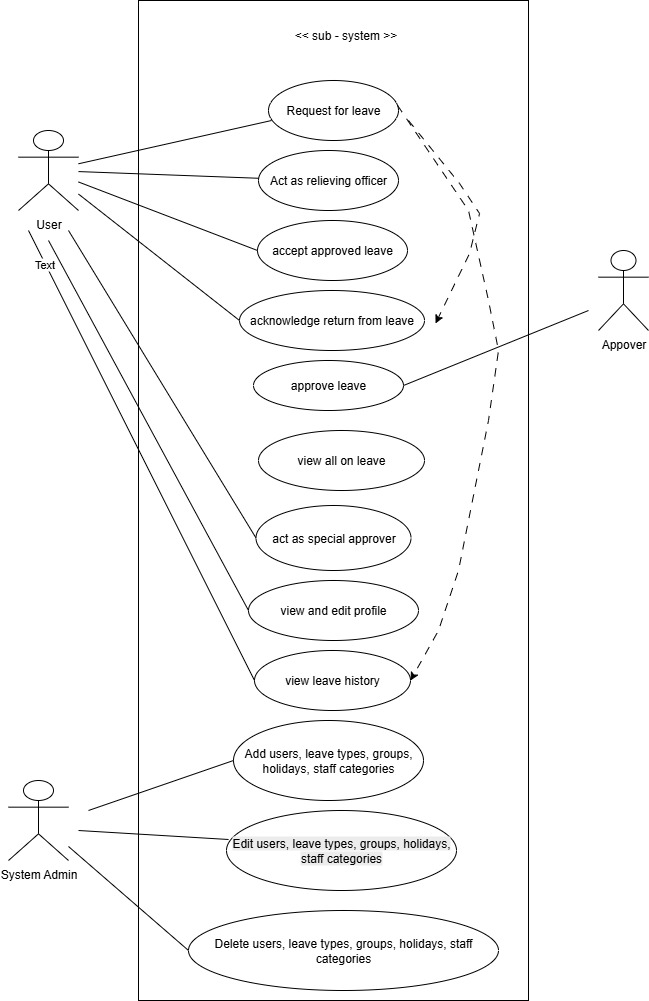 << sub - system >>
Request for leave
Act as relieving officer
User
accept approved leave
Text
acknowledge return from leave
Appover
approve leave
view all on leave
act as special approver
view and edit profile
view leave history
Add users, leave types, groups,
holidays, staff categories
Edit users, leave types, groups, holidays,
staff categories
System Admin
Delete users, leave types, groups, holidays, staff
categories